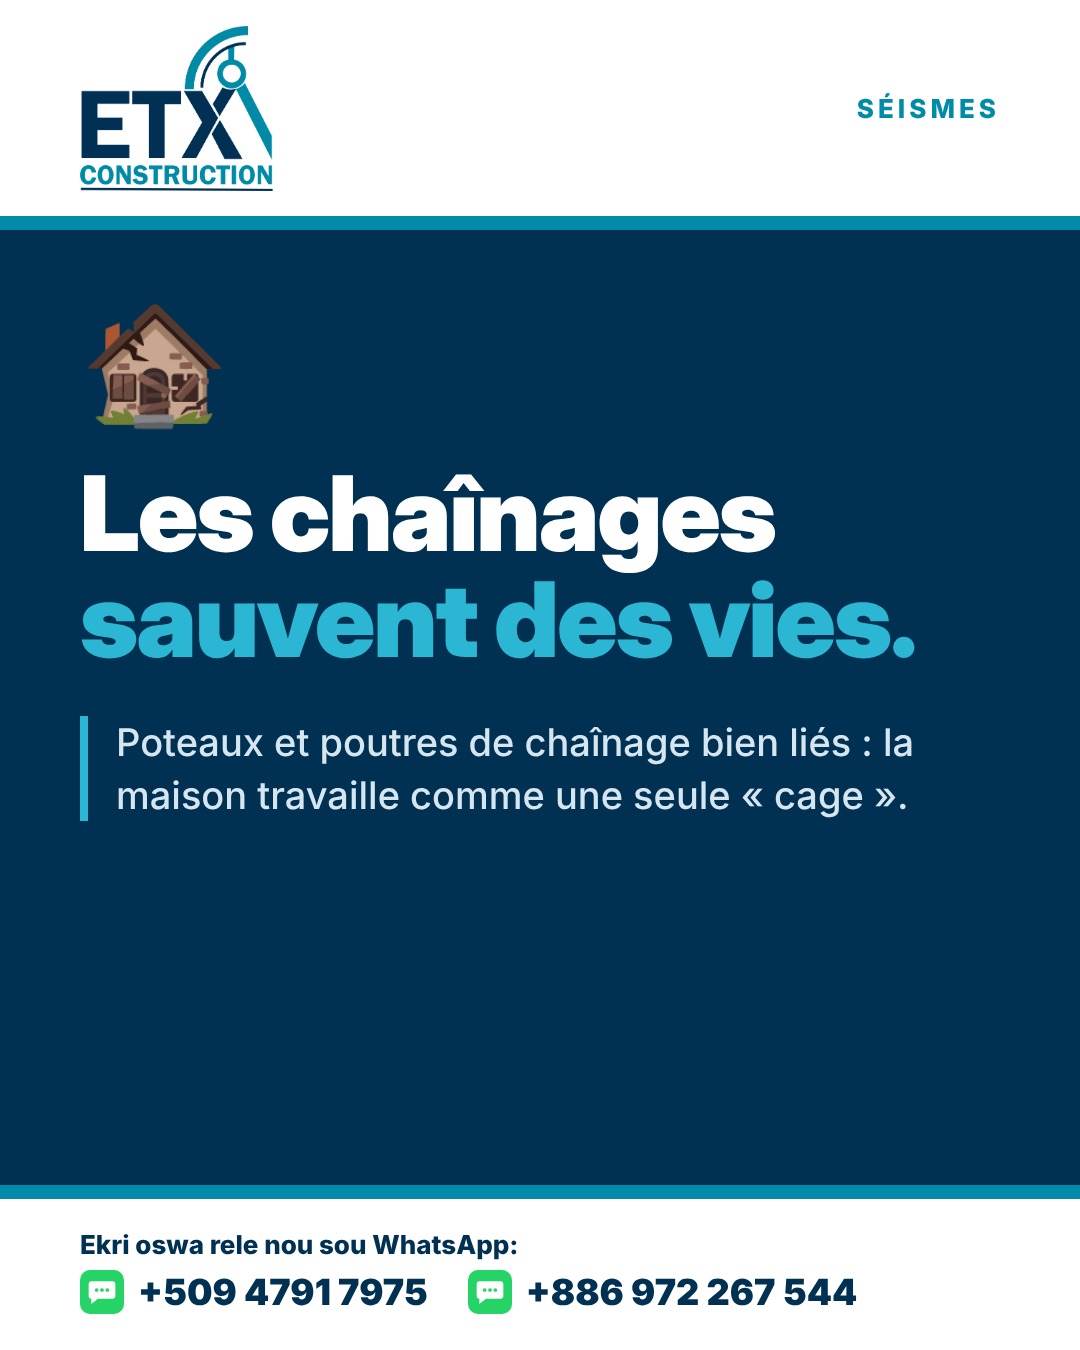 ETX
CONSTRUCTION
SÉISMES
Les chaînages
sauvent des vies.
Poteaux et poutres de chaînage bien liés : la
maison travaille comme une seule « cage ».
Ekri oswa rele nou sou WhatsApp:
+509 4791 7975 +886 972 267 544